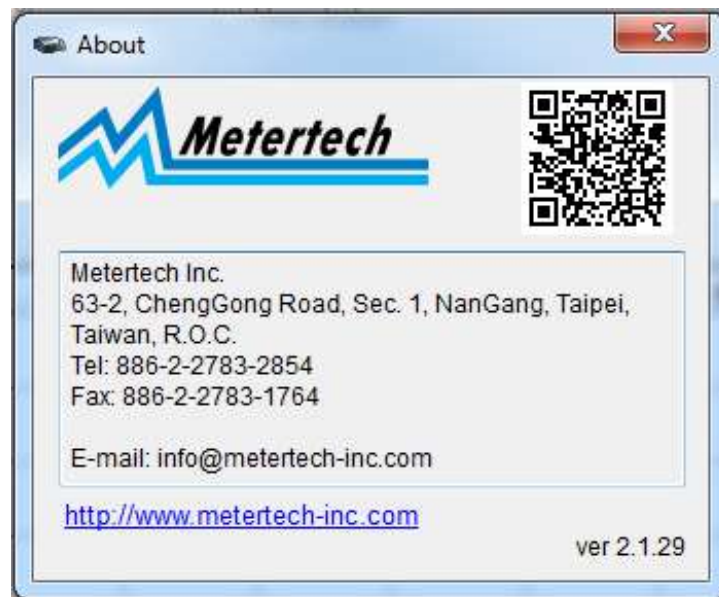 About
Metertech
Metertech Inc.
63-2, ChengGong Road, Sec. 1, NanGang, Taipei,
Taiwan, R.O.C.
Tel: 886-2-2783-2854
Fax: 886-2-2783-1764
E-mail: info@metertech-inc.com
http://www.metertech-inc.com
ver 2.1.29